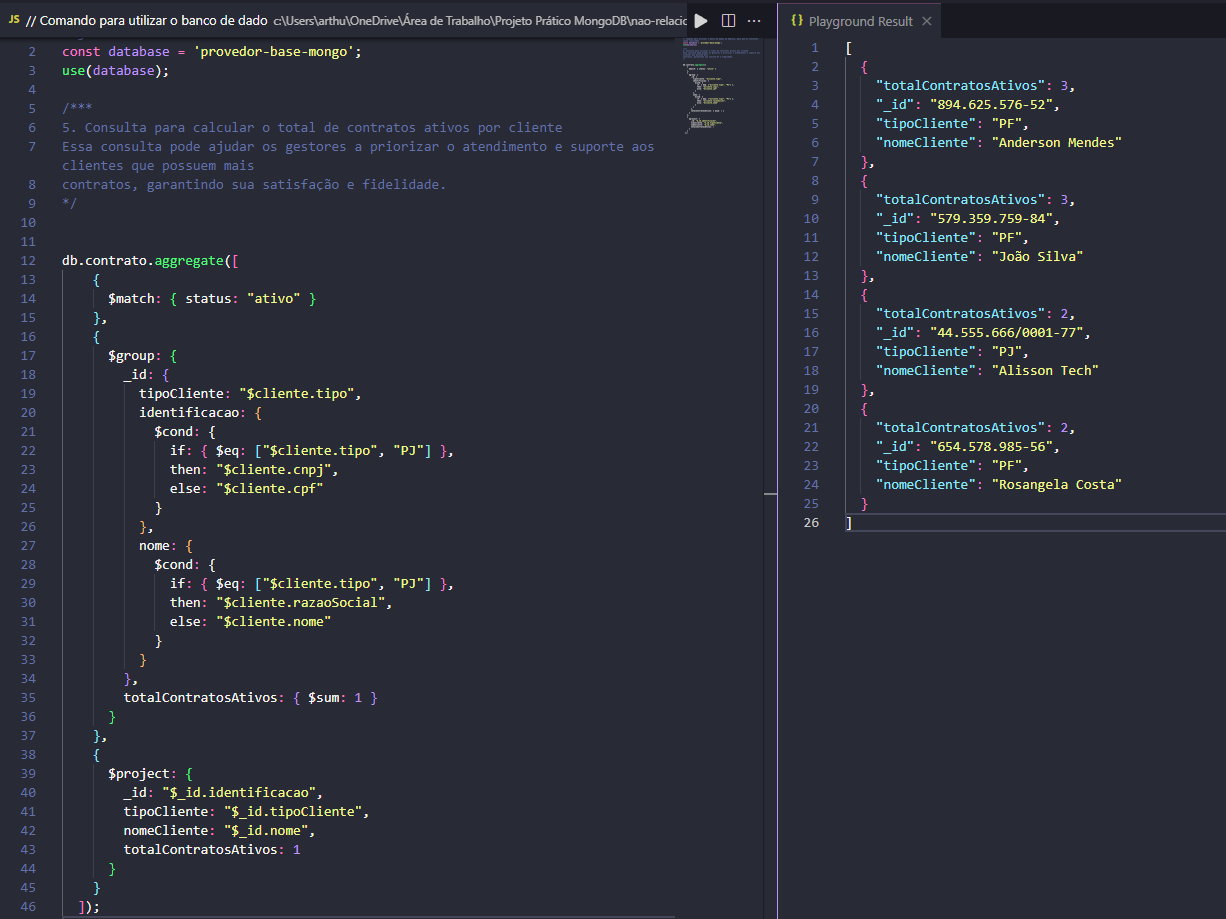 JS // Comando para utilizar o banco de dado c:\Users\arthu\OneDrive\Área de Trabalho\Projeto Prático MongoDB\nao-relacio
2 const database = 'provedor-base-mongo';
3 use(database);
4
5 /***
6 5. Consulta para calcular o total de contratos ativos por cliente
7 Essa consulta pode ajudar os gestores a priorizar o atendimento e suporte aos
clientes que possuem mais
8 contratos, garantindo sua satisfação e fidelidade.
9 */
10
11
12 db.contrato.aggregate([
13 {
14 $match: { status: "ativo" }
15 },
16 {
17 $group: {
18 _id: {
19 tipoCliente: "$cliente.tipo",
20 identificacao: {
21 $cond: {
22 if: { $eq: ["$cliente.tipo", "PJ"] },
23 then: "$cliente.cnpj",
24 else: "$cliente.cpf"
25 }
26 },
27 nome: {
28 $cond: {
29 if: { $eq: ["$cliente.tipo", "PJ"] },
30 then: "$cliente.razaoSocial",
31 else: "$cliente.nome"
32 }
33 }
34 },
35 totalContratosAtivos: { $sum: 1 }
36 }
37 },
38 {
39 $project: {
40 _id: "$_id.identificacao",
41 tipoCliente: "$_id.tipoCliente",
42 nomeCliente: "$_id.nome",
43 totalContratosAtivos: 1
44 }
45 }
46 ]);
{} Playground Result ×
1 [
2 {
3 "totalContratosAtivos": 3,
4 "_id": "894.625.576-52",
5 "tipoCliente": "PF",
6 "nomeCliente": "Anderson Mendes"
7 },
8 {
9 "totalContratosAtivos": 3,
10 "_id": "579.359.759-84",
11 "tipoCliente": "PF",
12 "nomeCliente": "João Silva"
13 },
14 {
15 "totalContratosAtivos": 2,
16 "_id": "44.555.666/0001-77",
17 "tipoCliente": "PJ",
18 "nomeCliente": "Alisson Tech"
19 },
20 {
21 "totalContratosAtivos": 2,
22 "_id": "654.578.985-56",
23 "tipoCliente": "PF",
24 "nomeCliente": "Rosangela Costa"
25 }
26 ]